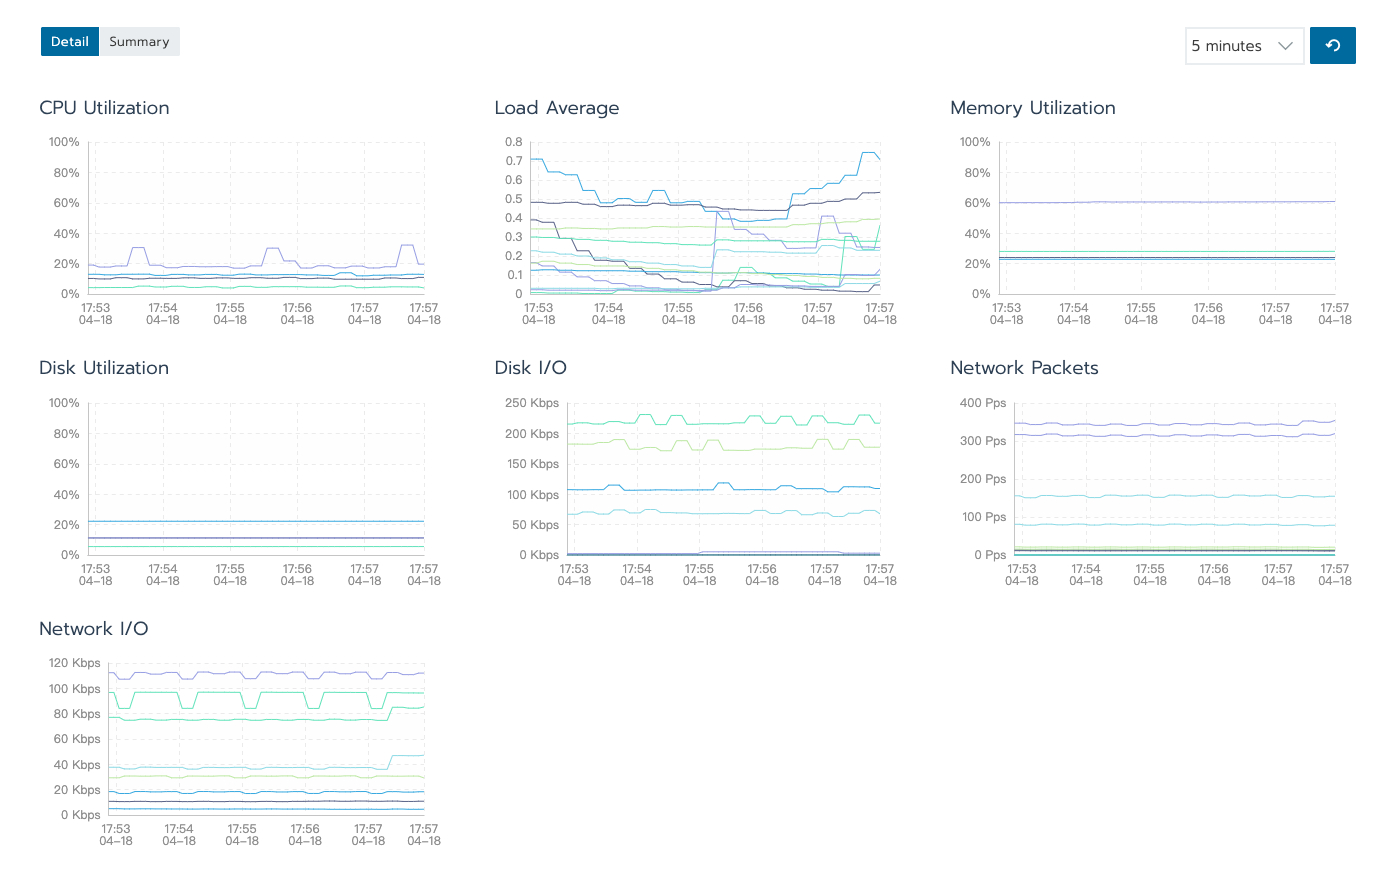 Detail Summary
5 minutes
CPU Utilization
100%
80%
60%
40%
20%
0%
17:53 17:54 17:55 17:56 17:57 17:57
04-18 04-18 04-18 04-18 04-18 04-18
Load Average
0.8
0.7
0.6
0.5
0.4
0.3
0.2
0.1
0
17:53 17:54 17:55 17:56 17:57 17:57
04-18 04-18 04-18 04-18 04-18 04-18
Memory Utilization
100%
80%
60%
40%
20%
0%
17:53 17:54 17:55 17:56 17:57 17:57
04-18 04-18 04-18 04-18 04-18 04-18
Disk Utilization
100%
80%
60%
40%
20%
0%
17:53 17:54 17:55 17:56 17:57 17:57
04-18 04-18 04-18 04-18 04-18 04-18
Disk I/O
250 Kbps
200 Kbps
150 Kbps
100 Kbps
50 Kbps
0 Kbps
17:53 17:54 17:55 17:56 17:57 17:57
04-18 04-18 04-18 04-18 04-18 04-18
Network Packets
400 Pps
300 Pps
200 Pps
100 Pps
0 Pps
17:53 17:54 17:55 17:56 17:57 17:57
04-18 04-18 04-18 04-18 04-18 04-18
Network I/O
120 Kbps
100 Kbps
80 Kbps
60 Kbps
40 Kbps
20 Kbps
0 Kbps
17:53 17:54 17:55 17:56 17:57 17:57
04-18 04-18 04-18 04-18 04-18 04-18